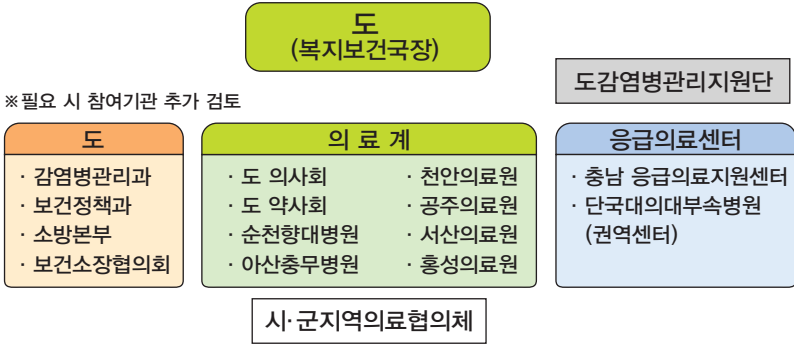 도
(복지보건국장)
도감염병관리지원단
※필요 시 참여기관 추가 검토
도
· 감염병관리과
· 보건정책과
· 소방본부
· 보건소장협의회
의 료 계
· 도 의사회
· 도 약사회
· 순천향대병원
· 아산충무병원
· 천안의료원
· 공주의료원
· 서산의료원
· 홍성의료원
응급의료센터
· 충남 응급의료지원센터
· 단국대의대부속병원
(권역센터)
시·군지역의료협의체